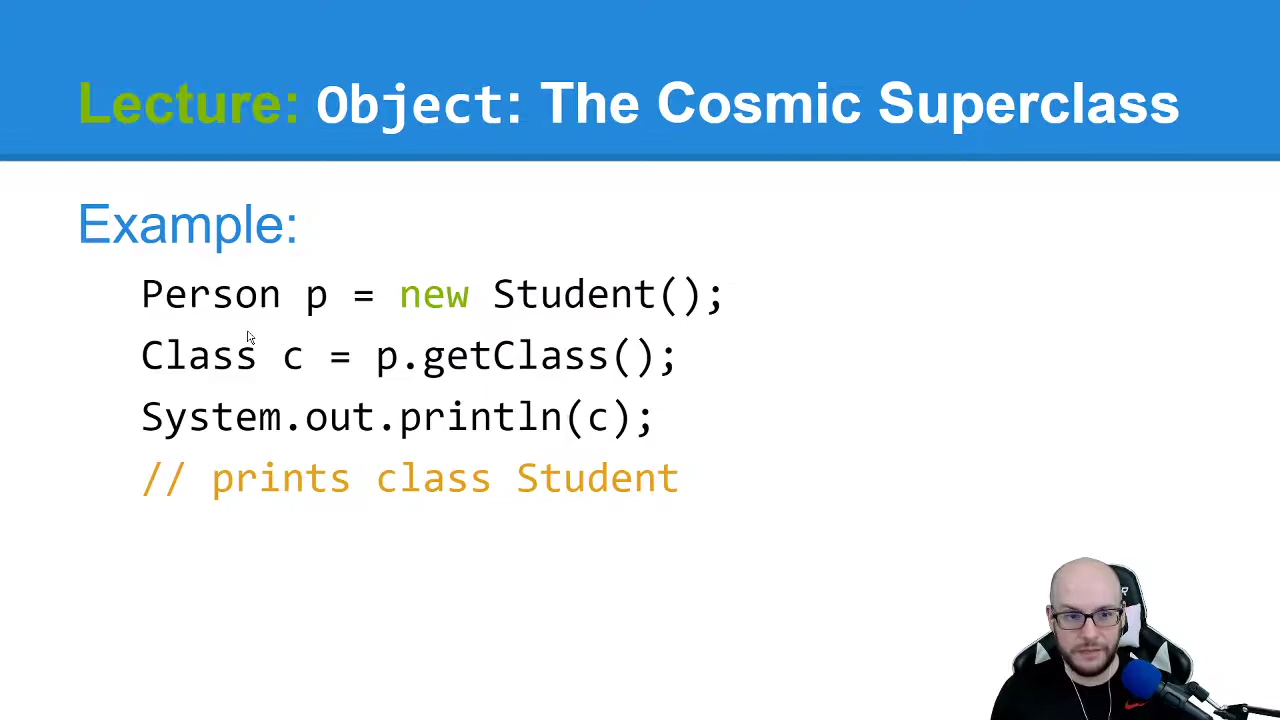 Lecture: Object: The Cosmic Superclass
Example:
Person p = new Student();
Class c = p.getClass();
System.out.println(c);
// prints class Student